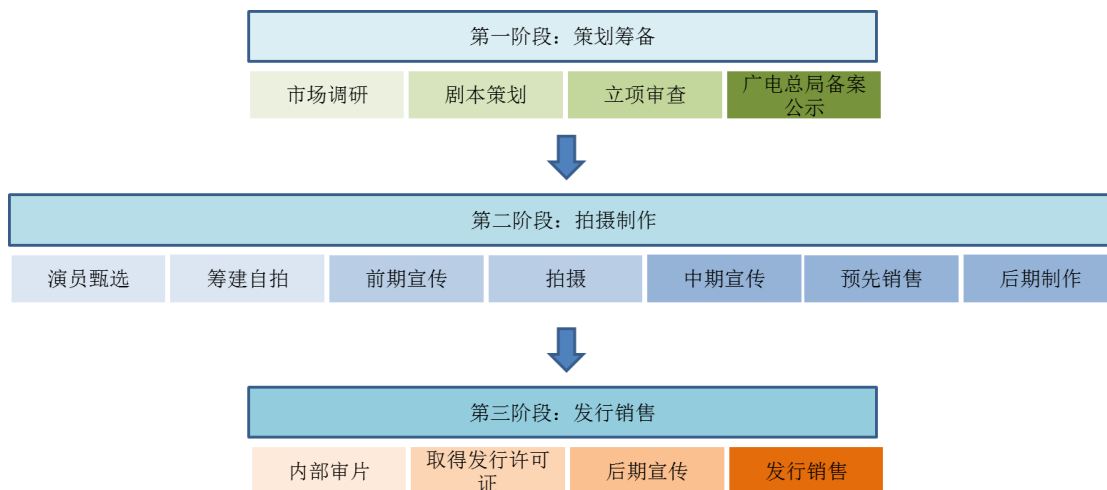 第一阶段：策划筹备
市场调研
剧本策划
立项审查
广电总局备案
公示
第二阶段：拍摄制作
演员甄选
筹建自拍
前期宣传
拍摄
中期宣传
预先销售
后期制作
第三阶段：发行销售
内部审片
取得发行许可
证
后期宣传
发行销售